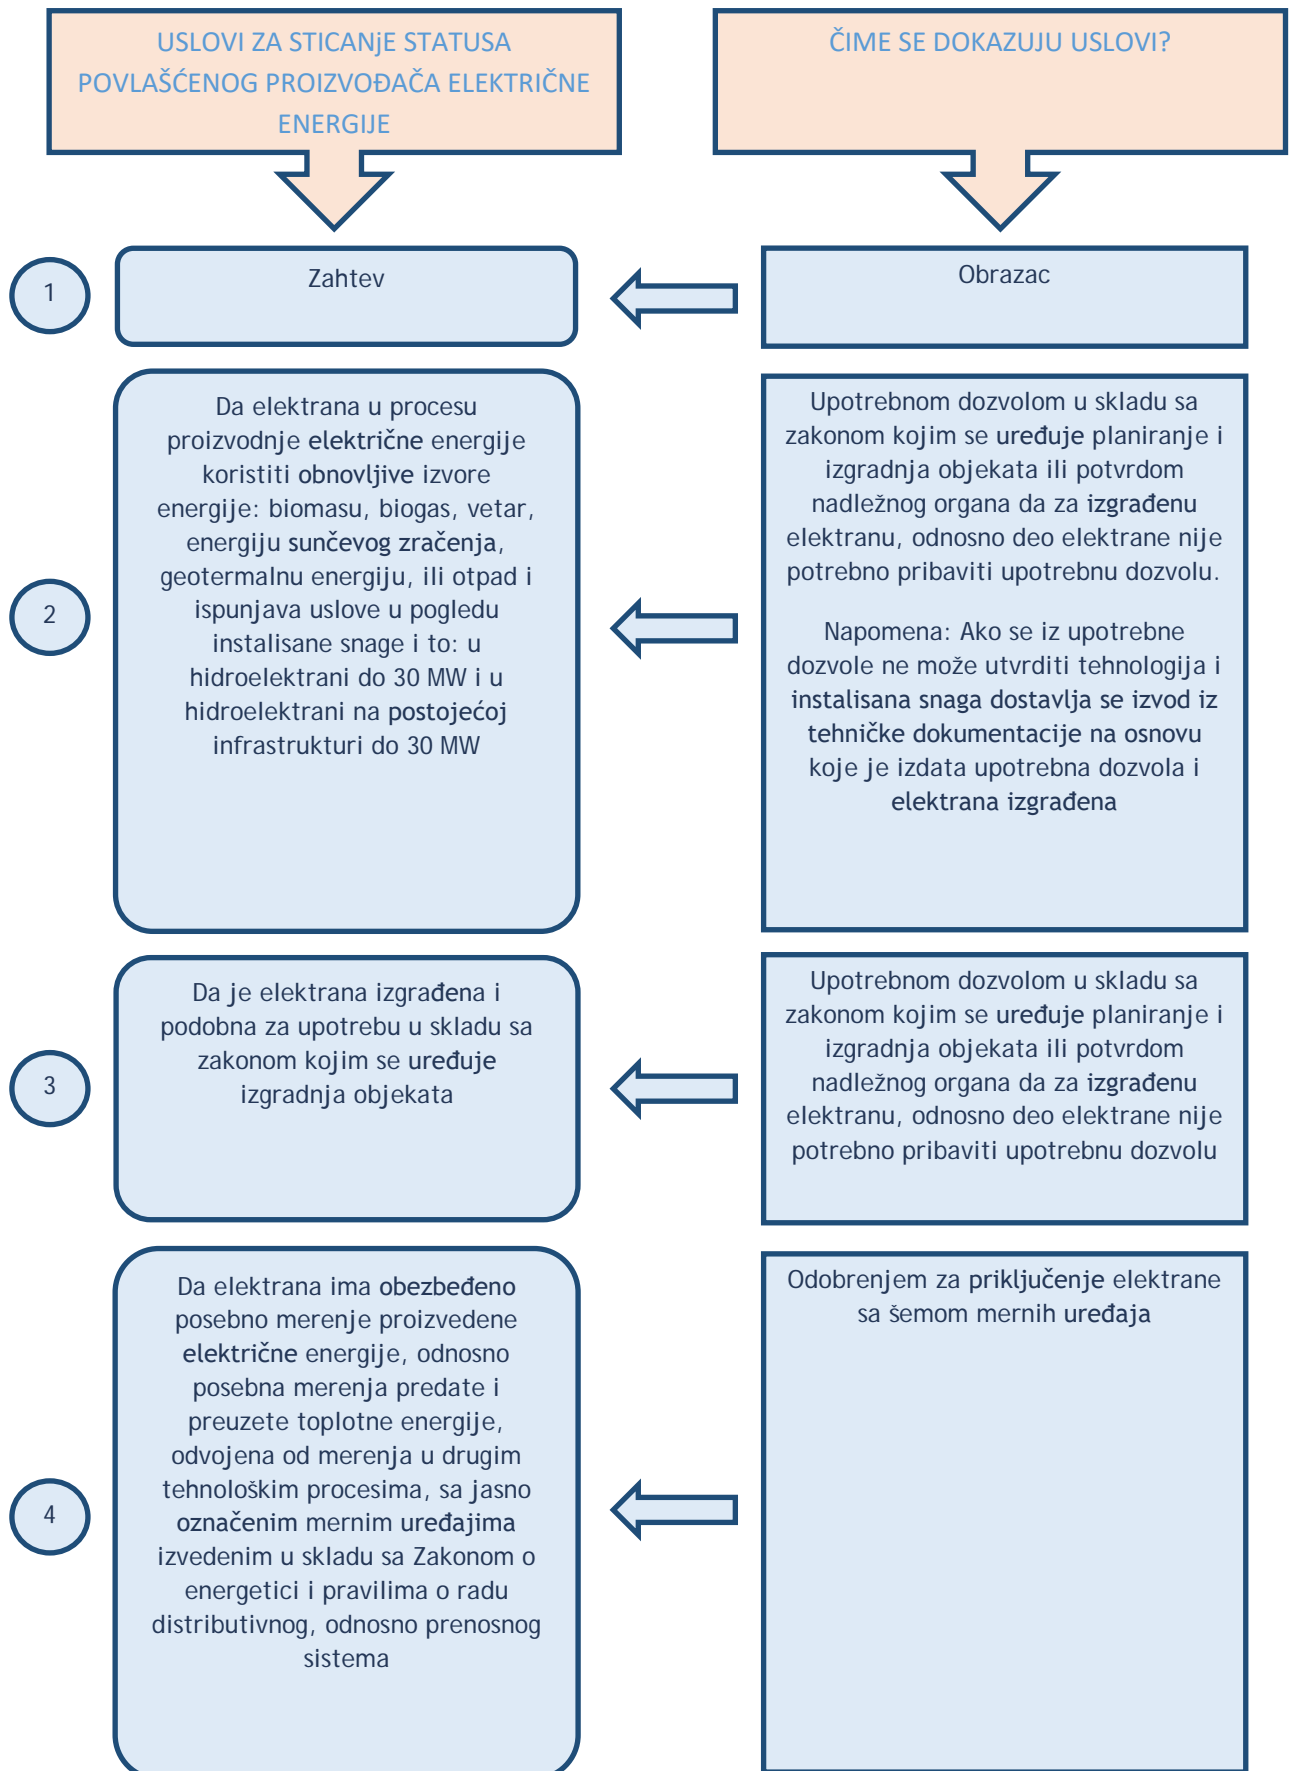 USLOVI ZA STICANjE STATUSA
POVLAŠĆENOG PROIZVOĐAČA ELEKTRIČNE
ENERGIJE
ČIME SE DOKAZUJU USLOVI?
1
Zahtev
Obrazac
2
Da elektrana u procesu
proizvodnje električne energije
koristiti obnovljive izvore
energije: biomasu, biogas, vetar,
energiju sunčevog zračenja,
geotermalnu energiju, ili otpad i
ispunjava uslove u pogledu
instalisane snage i to: u
hidroelektrani do 30 MW i u
hidroelektrani na postojećoj
infrastrukturi do 30 MW
Upotrebnom dozvolom u skladu sa
zakonom kojim se uređuje planiranje i
izgradnja objekata ili potvrdom
nadležnog organa da za izgrađenu
elektranu, odnosno deo elektrane nije
potrebno pribaviti upotrebnu dozvolu.
Napomena: Ako se iz upotrebne
dozvole ne može utvrditi tehnologija i
instalisana snaga dostavlja se izvod iz
tehničke dokumentacije na osnovu
koje je izdata upotrebna dozvola i
elektrana izgrađena
3
Da je elektrana izgrađena i
podobna za upotrebu u skladu sa
zakonom kojim se uređuje
izgradnja objekata
Upotrebnom dozvolom u skladu sa
zakonom kojim se uređuje planiranje i
izgradnja objekata ili potvrdom
nadležnog organa da za izgrađenu
elektranu, odnosno deo elektrane nije
potrebno pribaviti upotrebnu dozvolu
4
Da elektrana ima obezbeđeno
posebno merenje proizvedene
električne energije, odnosno
posebna merenja predate i
preuzete toplotne energije,
odvojena od merenja u drugim
tehnološkim procesima, sa jasno
označenim mernim uređajima
izvedenim u skladu sa Zakonom o
energetici i pravilima o radu
distributivnog, odnosno prenosnog
sistema
Odobrenjem za priključenje elektrane
sa šemom mernih uređaja